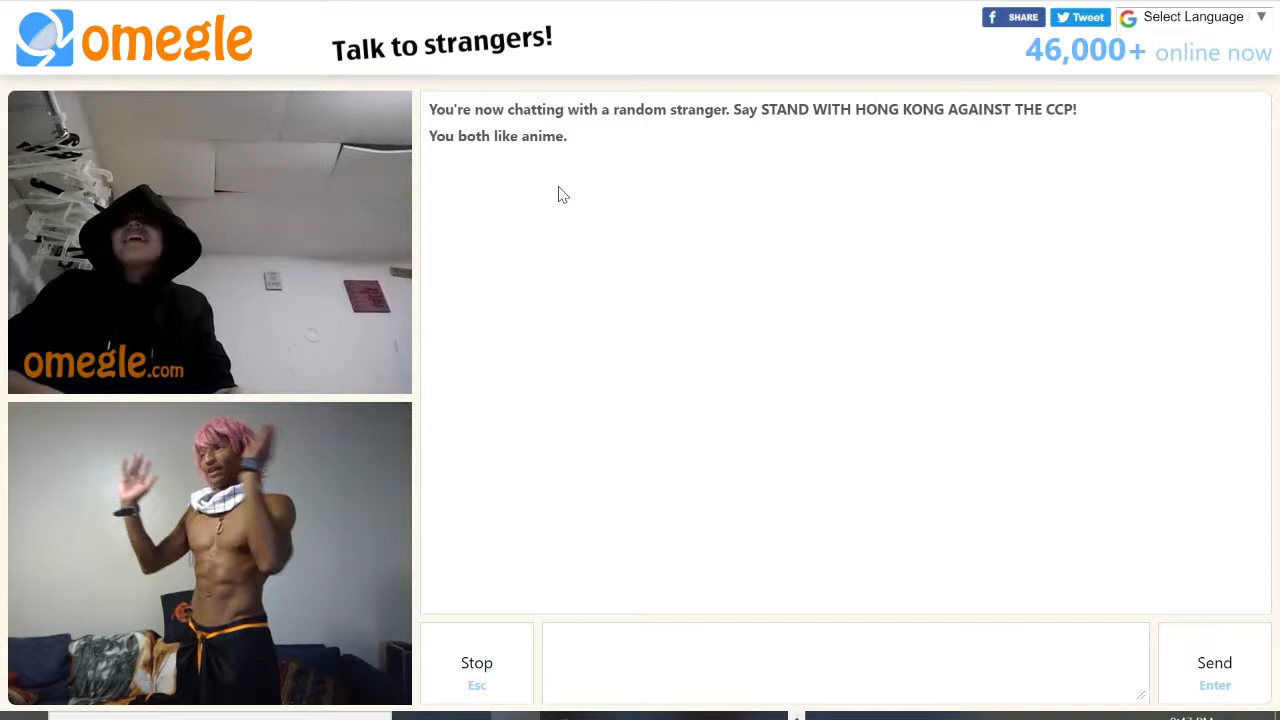 omegle
Talk to strangers!
SHARE
Tweet
Select Language
46,000+ online now
You're now chatting with a random stranger. Say STAND WITH HONG KONG AGAINST THE CCP!
You both like anime.
omegle.com
Stop
Esc
Send
Enter